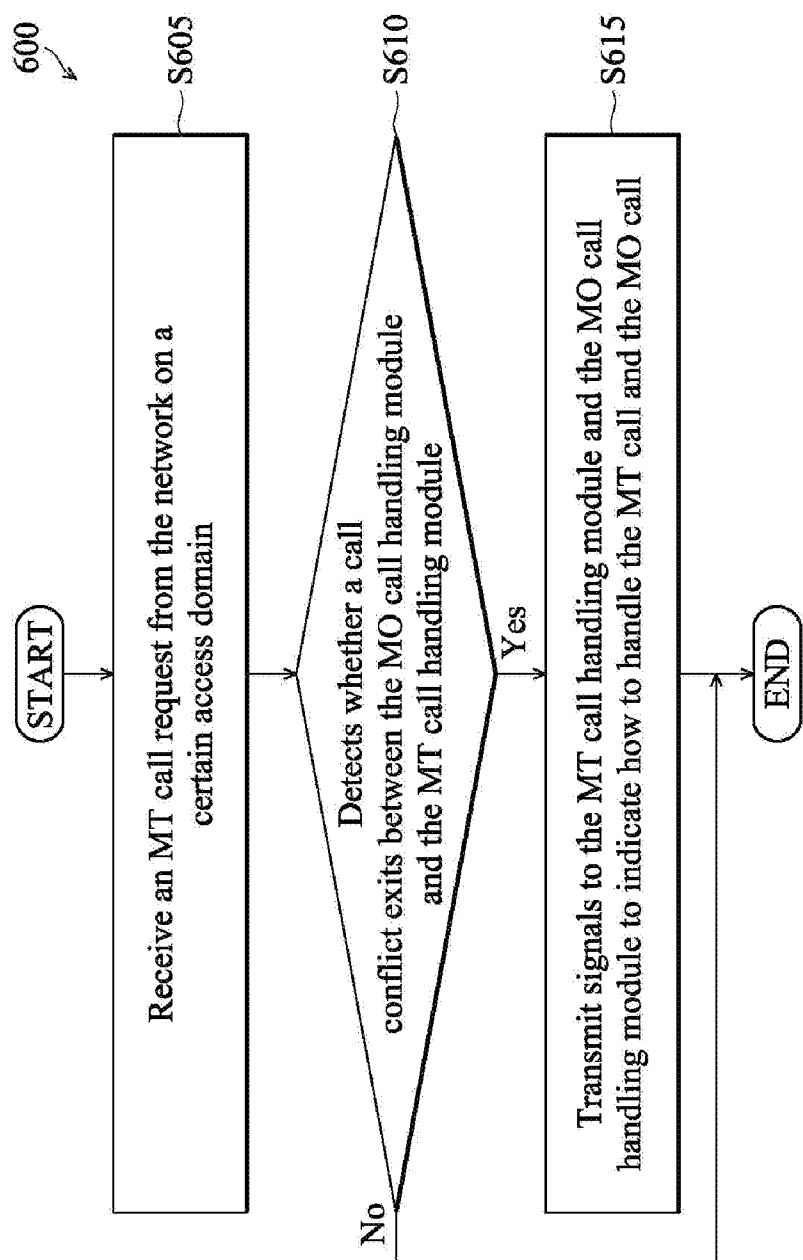 600
START
Receive an MT call request from the network on a
certain access domain
S605
Detects whether a call
conflict exits between the MO call handling module
and the MT call handling module
S610
No
Yes
Transmit signals to the MT call handling module and the MO call
handling module to indicate how to handle the MT call and the MO call
S615
END